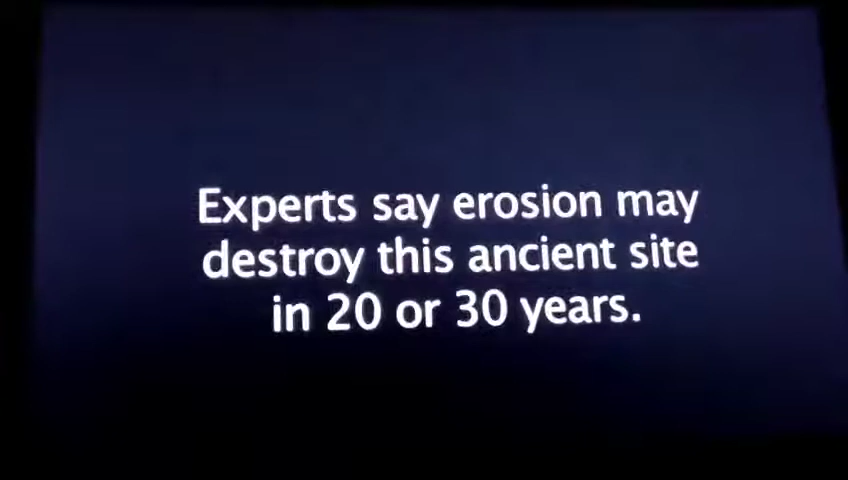 Experts say erosion may
destroy this ancient site
in 20 or 30 years.